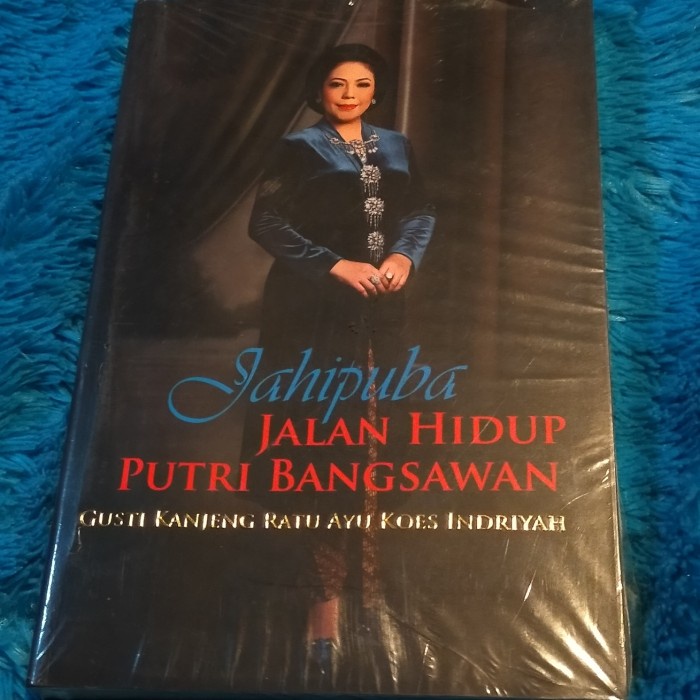 Jahipuba
JALAN HIDUP
PUTRI BANGSAWAN
GUSTI KANJENG RATU AYU KOES INDRIYAH